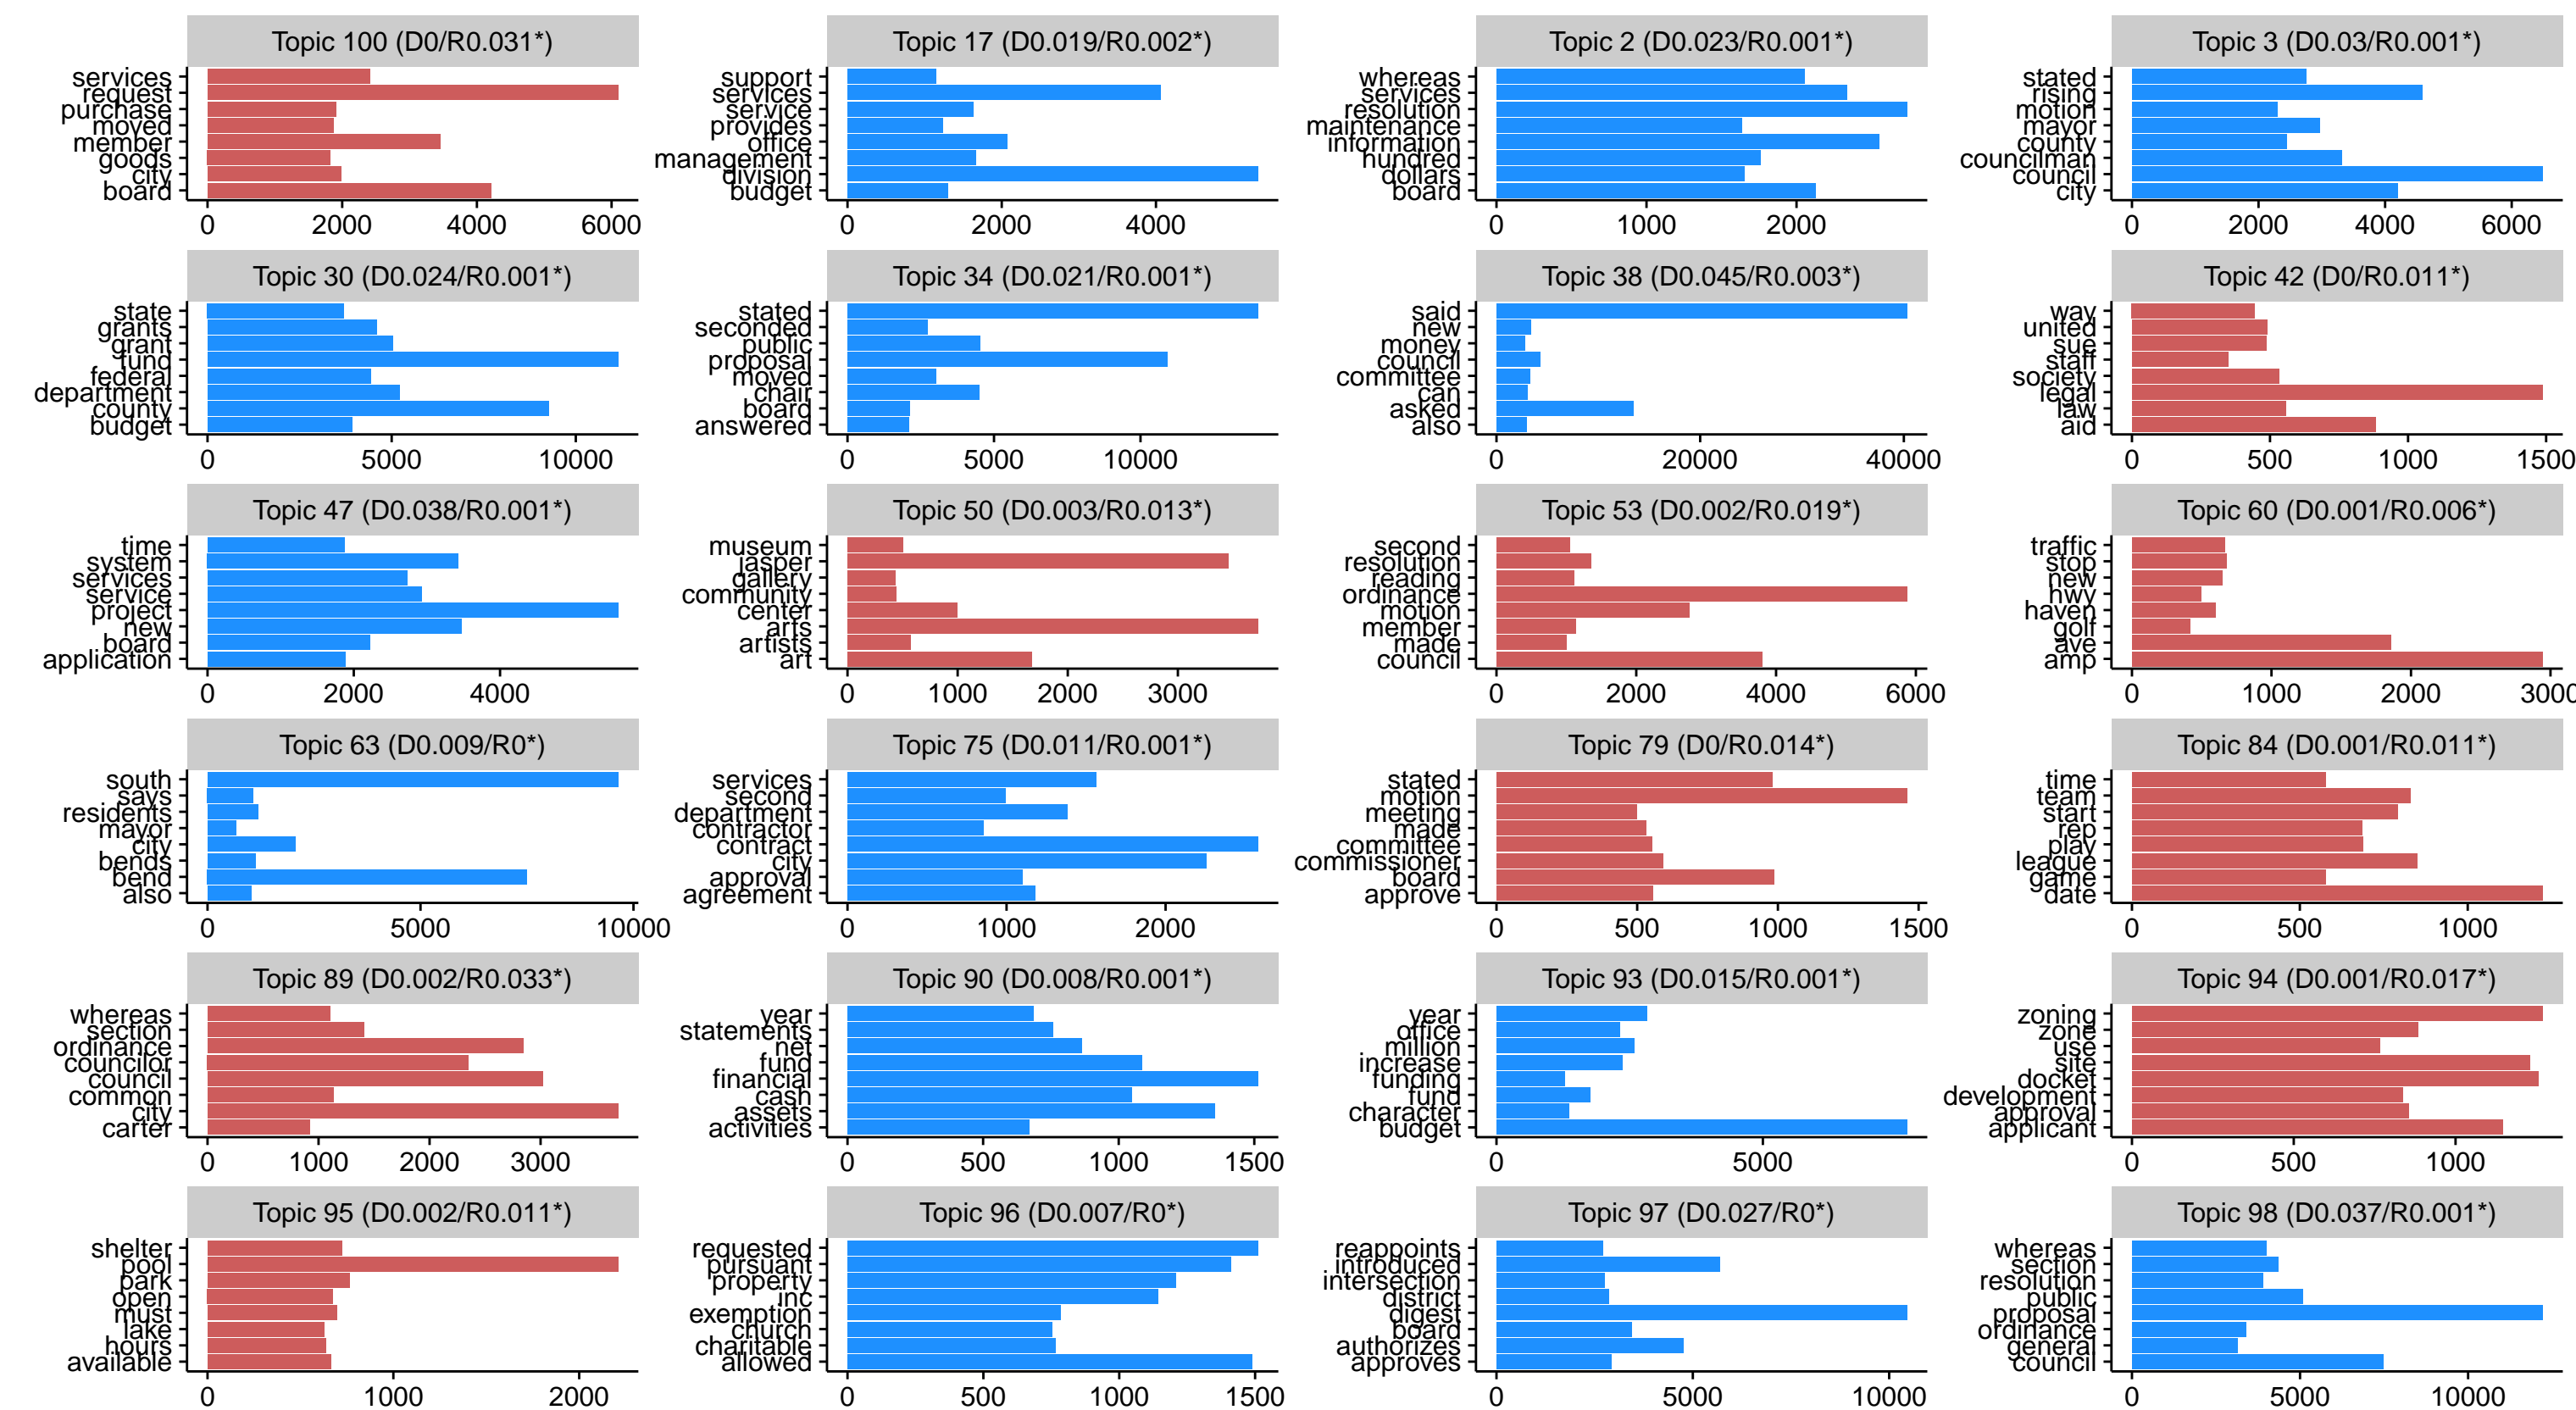 Topic 100 (D0/R0.031*)
services
request
purchase
moved
member
goods
city
board
0 2000 4000 6000
Topic 17 (D0.019/R0.002*)
support
services
service
provides
office
management
division
budget
0 2000 4000
Topic 2 (D0.023/R0.001*)
whereas
services
resolution
maintenance
information
hundred
dollars
board
0 1000 2000
Topic 3 (D0.03/R0.001*)
stated
rising
motion
mayor
county
councilman
council
city
0 2000 4000 6000
Topic 30 (D0.024/R0.001*)
state
grants
grant
fund
federal
department
county
budget
0 5000 10000
Topic 34 (D0.021/R0.001*)
stated
seconded
public
proposal
moved
chair
board
answered
0 5000 10000
Topic 38 (D0.045/R0.003*)
said
new
money
council
committee
can
asked
also
0 20000 40000
Topic 42 (D0/R0.011*)
way
united
sue
staff
society
legal
law
aid
0 500 1000 1500
Topic 47 (D0.038/R0.001*)
time
system
services
service
project
new
board
application
0 2000 4000
Topic 50 (D0.003/R0.013*)
museum
jasper
gallery
community
center
arts
artists
art
0 1000 2000 3000
Topic 53 (D0.002/R0.019*)
second
resolution
reading
ordinance
motion
member
made
council
0 2000 4000 6000
Topic 60 (D0.001/R0.006*)
traffic
stop
new
hwy
haven
golf
ave
amp
0 1000 2000 3000
Topic 63 (D0.009/R0*)
south
says
residents
mayor
city
bends
bend
also
0 5000 10000
Topic 75 (D0.011/R0.001*)
services
second
department
contractor
contract
city
approval
agreement
0 1000 2000
Topic 79 (D0/R0.014*)
stated
motion
meeting
made
committee
commissioner
board
approve
0 500 1000 1500
Topic 84 (D0.001/R0.011*)
time
team
start
rep
play
league
game
date
0 500 1000
Topic 89 (D0.002/R0.033*)
whereas
section
ordinance
councilor
council
common
city
carter
0 1000 2000 3000
Topic 90 (D0.008/R0.001*)
year
statements
net
fund
financial
cash
assets
activities
0 500 1000 1500
Topic 93 (D0.015/R0.001*)
year
office
million
increase
funding
fund
character
budget
0 5000
Topic 94 (D0.001/R0.017*)
zoning
zone
use
site
docket
development
approval
applicant
0 500 1000
Topic 95 (D0.002/R0.011*)
shelter
pool
park
open
must
lake
hours
available
0 1000 2000
Topic 96 (D0.007/R0*)
requested
pursuant
property
inc
exemption
church
charitable
allowed
0 500 1000 1500
Topic 97 (D0.027/R0*)
reappoints
introduced
intersection
district
digest
board
authorizes
approves
0 5000 10000
Topic 98 (D0.037/R0.001*)
whereas
section
resolution
public
proposal
ordinance
general
council
0 5000 10000